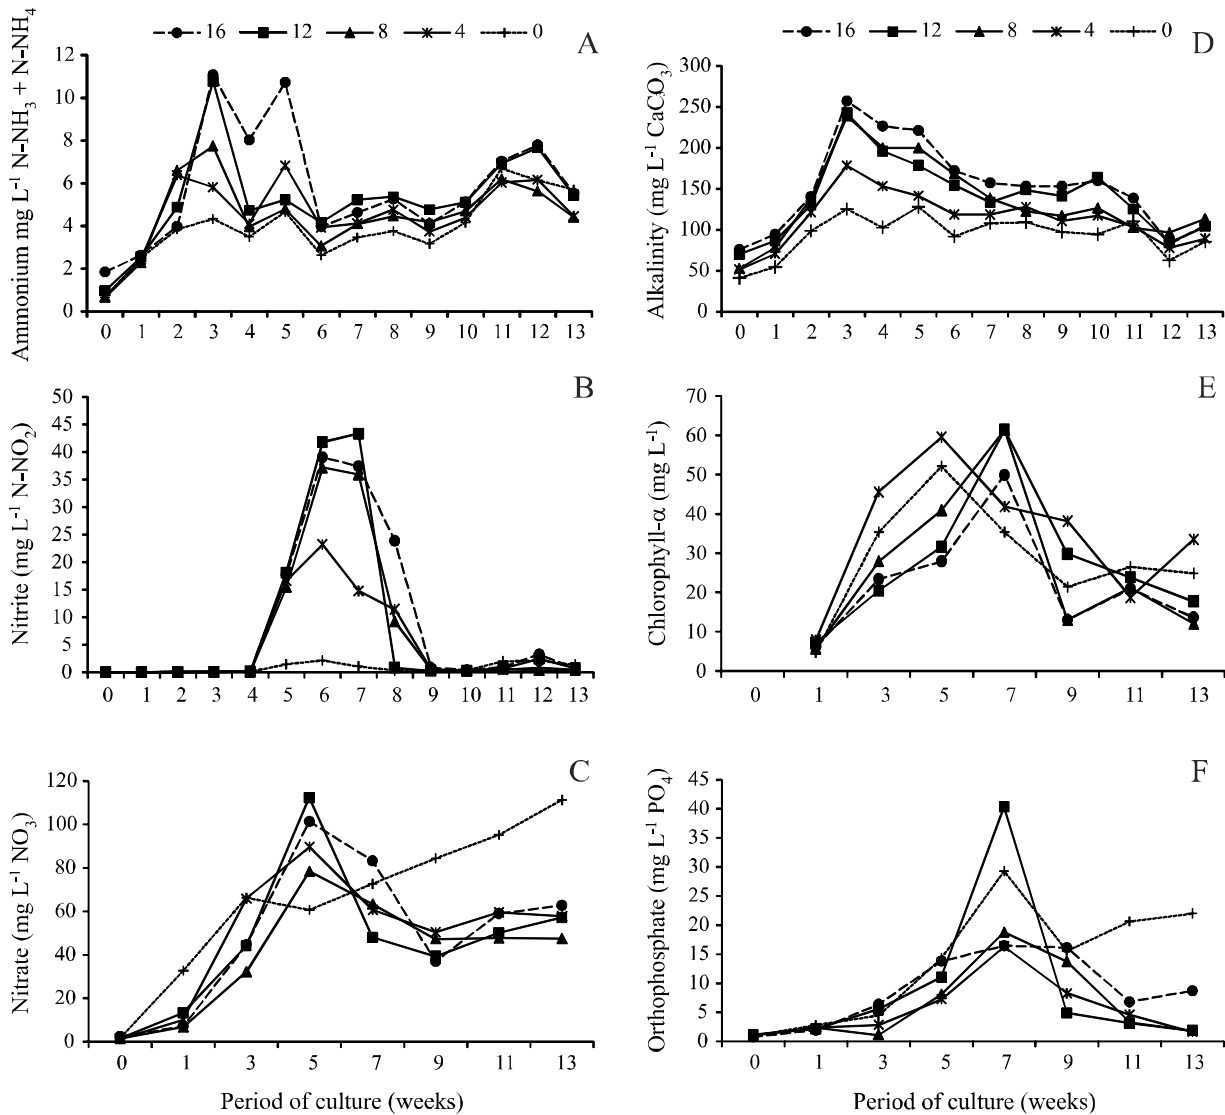 16 12 8 4 0
A
Ammonium mg L-1 N-NH3 + N-NH4
12
10
8
6
4
2
0
0 1 2 3 4 5 6 7 8 9 10 11 12 13
16 12 8 4 0
D
Alkalinity (mg L-1 CaCO3)
300
250
200
150
100
50
0
0 1 2 3 4 5 6 7 8 9 10 11 12 13
B
Nitrite (mg L-1 N-NO2)
50
45
40
35
30
25
20
15
10
5
0
0 1 2 3 4 5 6 7 8 9 10 11 12 13
E
Chlorophyll-α (mg L-1)
70
60
50
40
30
20
10
0
0 1 3 5 7 9 11 13
C
Nitrate (mg L-1 NO3)
120
100
80
60
40
20
0
0 1 3 5 7 9 11 13
Period of culture (weeks)
F
Orthophosphate (mg L-1 PO4)
45
40
35
30
25
20
15
10
5
0
0 1 3 5 7 9 11 13
Period of culture (weeks)